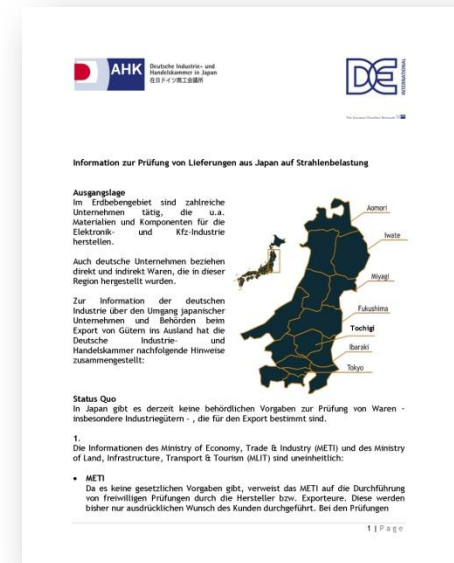 AHK
Deutsche Industrie- und
Handelskammer in Japan
在日ドイツ商工会議所
DE
INTERNATIONAL
Information zur Prüfung von Lieferungen aus Japan auf Strahlenbelastung
Ausgangslage
Im Erdbebengebiet sind zahlreiche
Unternehmen tätig, die u.a.
Materialien und Komponenten für die
Elektronik- und Kfz-Industrie
herstellen.
Auch deutsche Unternehmen beziehen
direkt und indirekt Waren, die in dieser
Region hergestellt wurden.
Zur Information der deutschen
Industrie über den Umgang japanischer
Unternehmen und Behörden beim
Export von Gütern ins Ausland hat die
Deutsche Industrie- und
Handelskammer nachfolgende Hinweise
zusammengestellt:
Aomori
Iwate
Miyagi
Fukushima
Tochigi
Ibaraki
Tokyo
Status Quo
In Japan gibt es derzeit keine behördlichen Vorgaben zur Prüfung von Waren -
insbesondere Industriegütern - , die für den Export bestimmt sind.
1.
Die Informationen des Ministry of Economy, Trade & Industry (METI) und des Ministry
of Land, Infrastructure, Transport & Tourism (MLIT) sind uneinheitlich:
• METI
Da es keine gesetzlichen Vorgaben gibt, verweist das METI auf die Durchführung
von freiwilligen Prüfungen durch die Hersteller bzw. Exporteure. Diese werden
bisher nur ausdrücklichen Wunsch des Kunden durchgeführt. Bei den Prüfungen
1 | Page